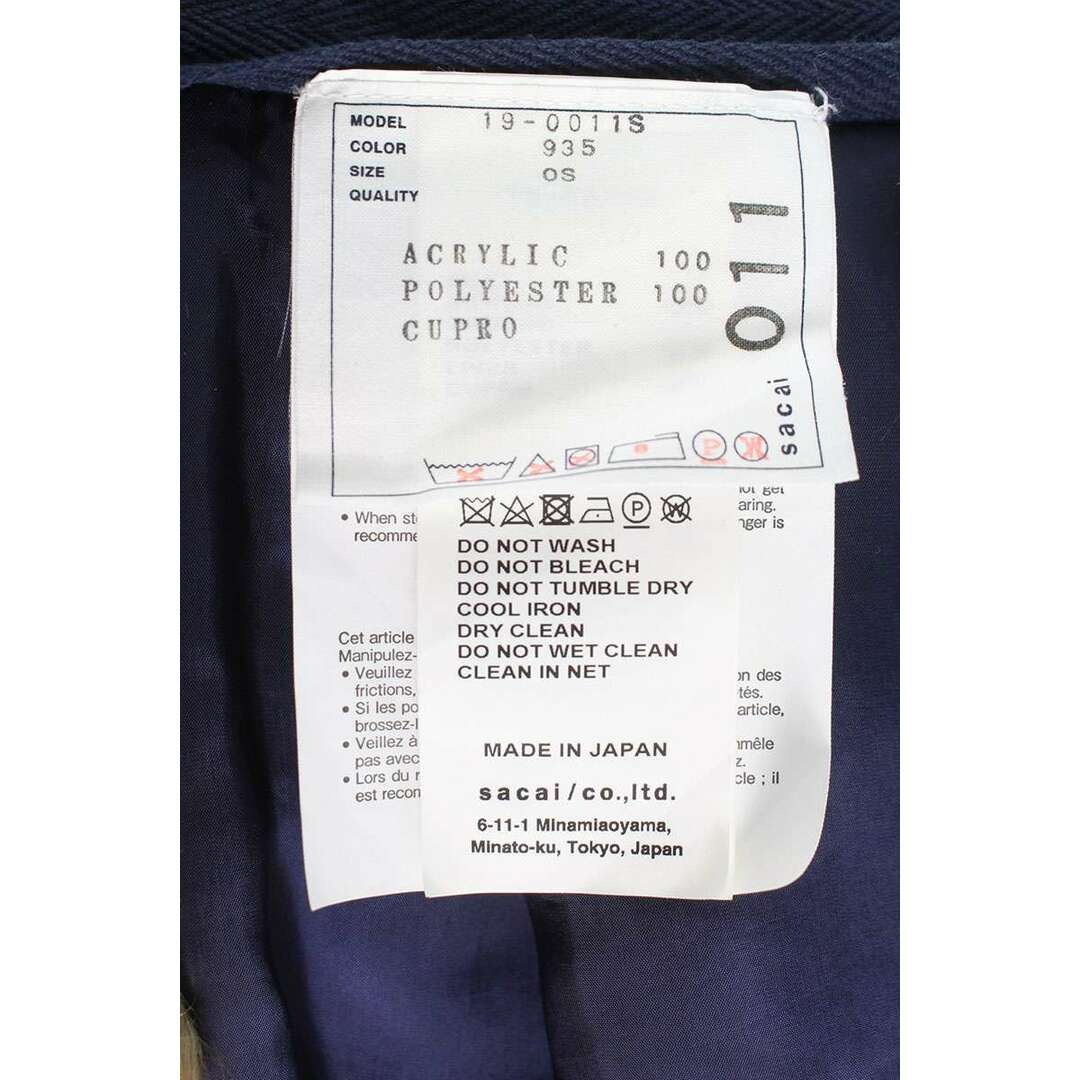 MODEL 19-0011S
COLOR 935
SIZE OS
QUALITY
ACRYLIC 100
POLYESTER 100
CUPRO
011
sacai
P
W
not get
• When
aring.
recomme
nger is
P
W
DO NOT WASH
DO NOT BLEACH
DO NOT TUMBLE DRY
COOL IRON
DRY CLEAN
DO NOT WET CLEAN
CLEAN IN NET
Cet article
Manipulez-
• Veuillez
on des
frictions,
tés.
• Si les po
article,
brossez-l
• Veillez à
mêle
pas avec
z.
• Lors du r
cle ; il
est recom
MADE IN JAPAN
sacai/co.,ltd.
6-11-1 Minamiaoyama,
Minato-ku, Tokyo, Japan